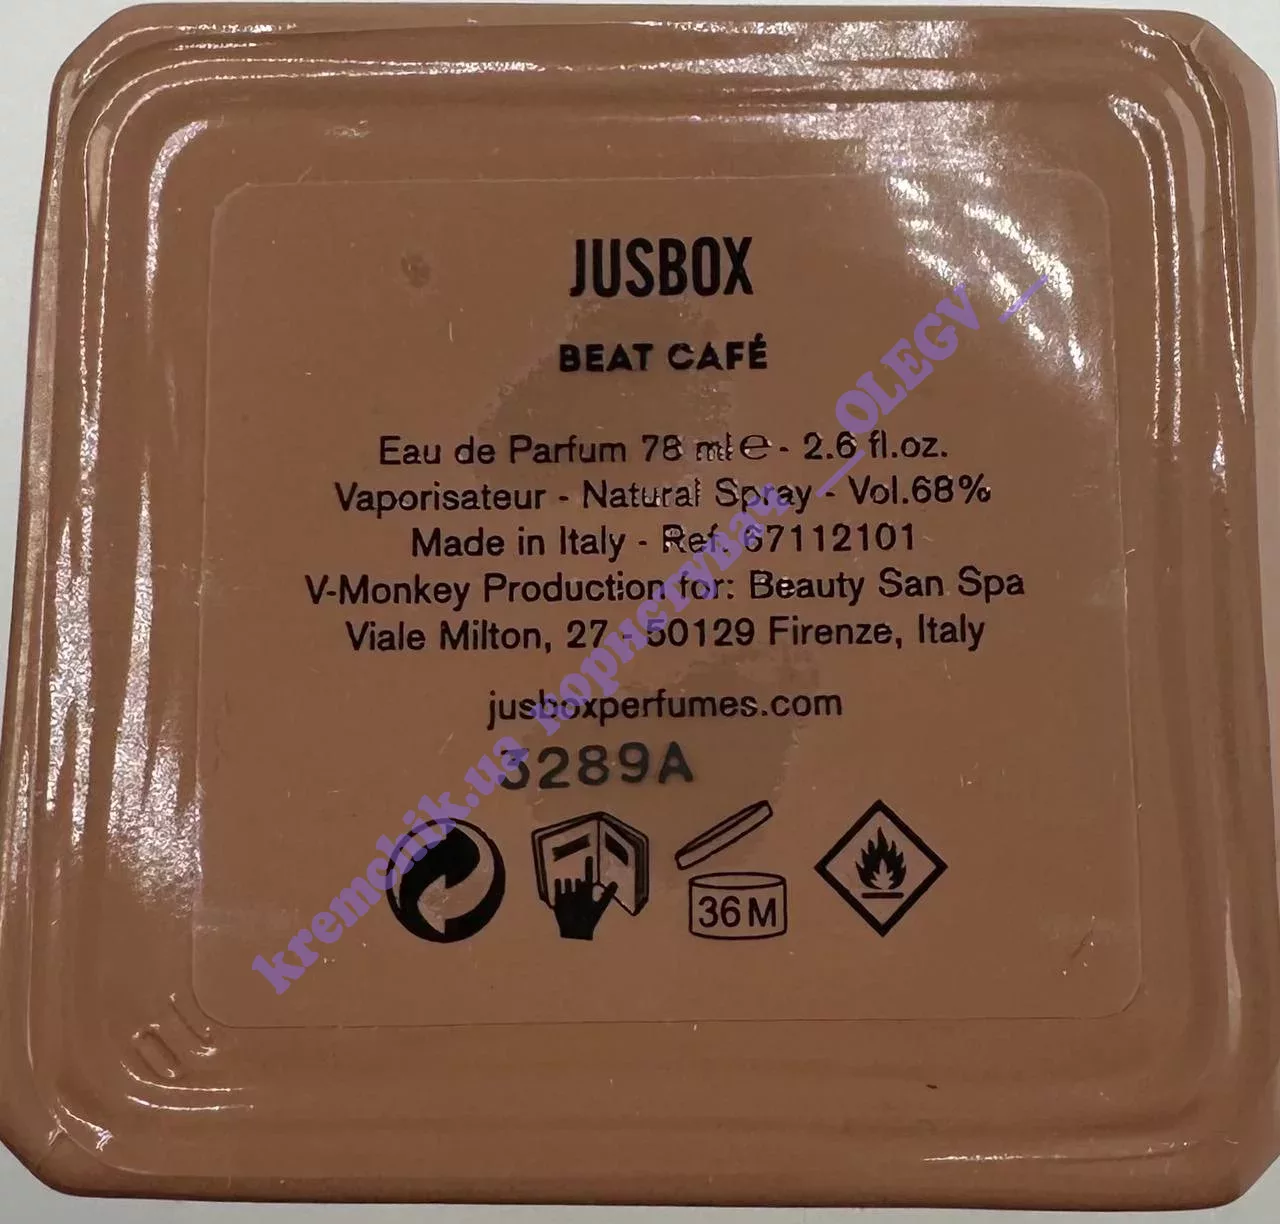 JUSBOX
BEAT CAFÉ
Eau de Parfum 78 ml e - 2.6 fl.oz.
Vaporisateur - Natural Spray - Vol.68%
Made in Italy - Ref. 67112101
V-Monkey Production for: Beauty San Spa
Viale Milton, 27 - 50129 Firenze, Italy
jusboxperfumes.com
3289A
36M
kremchik.ua користувач __OLEGV__